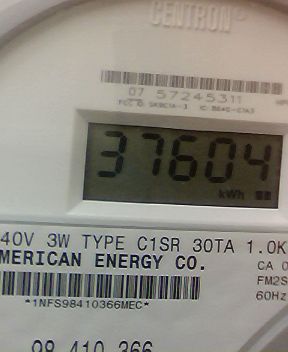 CENTRON®
07 57245311
37604
kWh
40V 3W TYPE C1SR 30TA 1.0K
MERICAN ENERGY CO.
CA 0
FM2S
*1NFS98410366MEC*
60Hz
98 410 366